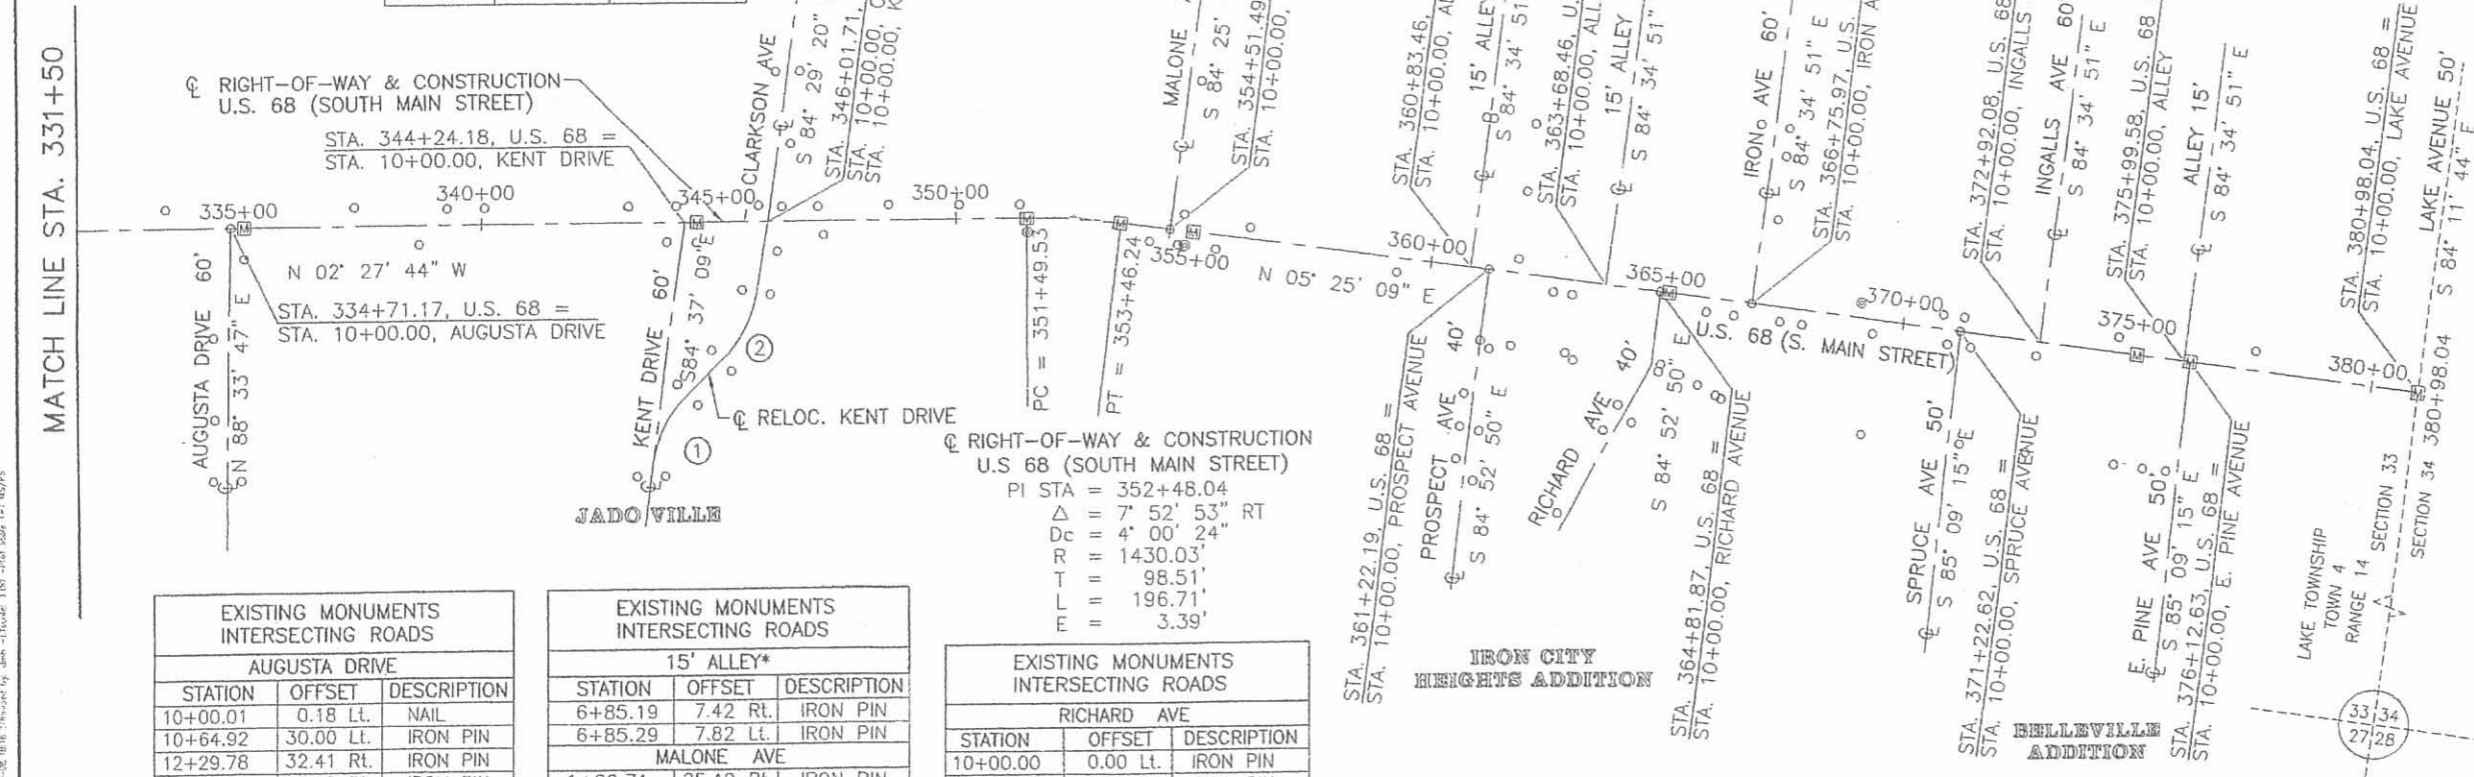 MATCH LINE STA. 331+50
℄ RIGHT-OF-WAY & CONSTRUCTION
U.S. 68 (SOUTH MAIN STREET)
STA. 344+24.18, U.S. 68 =
STA. 10+00.00, KENT DRIVE
335+00
340+00
345+00
350+00
355+00
360+00
365+00
370+00
375+00
380+00
N 02° 27' 44" W
STA. 334+71.17, U.S. 68 =
STA. 10+00.00, AUGUSTA DRIVE
AUGUSTA DRIVE 60'
N 88° 33' 47" E
KENT DRIVE 60'
S84° 37' 09"E
CLARKSON AVE
S 84° 29' 20"
STA. 346+01.71,
STA. 10+00.00,
STA. 10+00.00, K
②
①
℄ RELOC. KENT DRIVE
JADO VILLE
PC = 351+49.53
PT = 353+46.24
MALONE
S 84° 25'
STA. 354+51.49
STA. 10+00.00,
N 05° 25' 09" E
℄ RIGHT-OF-WAY & CONSTRUCTION
U.S 68 (SOUTH MAIN STREET)
PI STA = 352+48.04
Δ = 7° 52' 53" RT
Dc = 4° 00' 24"
R = 1430.03'
T = 98.51'
L = 196.71'
E = 3.39'
STA. 360+83.46,
STA. 10+00.00,
15' ALLEY
S 84° 34' 51"
STA. 363+68.46, U.
STA. 10+00.00, ALL
15' ALLEY
S 84° 34' 51"
IRON AVE 60'
S 84° 34' 51" E
STA. 366+75.97, U.S.
STA. 10+00.00, IRON A
STA. 372+92.08, U.S. 68
STA. 10+00.00, INGALLS
INGALLS AVE 60'
S 84° 34' 51" E
STA. 375+99.58, U.S. 68
STA. 10+00.00, ALLEY
ALLEY 15'
S 84° 34' 51" E
STA. 380+98.04, U.S. 68 =
STA. 10+00.00, LAKE AVENUE
LAKE AVENUE 50'
S 84° 11' 44" E
U.S. 68 (S. MAIN STREET)
STA. 361+22.19, U.S. 68 =
STA. 10+00.00, PROSPECT AVENUE
PROSPECT AVE 40'
S 84° 52' 50" E
RICHARD AVE 40'
S 84° 52' 50" E
STA. 364+81.87, U.S. 68 =
STA. 10+00.00, RICHARD AVENUE
SPRUCE AVE 50'
S 85° 09' 15" E
STA. 371+22.62, U.S. 68 =
STA. 10+00.00, SPRUCE AVENUE
E. PINE AVE 50'
S 85° 09' 15" E
STA. 376+12.63, U.S. 68 =
STA. 10+00.00, E. PINE AVENUE
LAKE TOWNSHIP
TOWN 4
RANGE 14
SECTION 33
SECTION 34 380+98.04
33 34
27 28
IRON CITY
HEIGHTS ADDITION
BELLEVILLE
ADDITION
EXISTING MONUMENTS
INTERSECTING ROADS
AUGUSTA DRIVE
STATION OFFSET DESCRIPTION
10+00.01 0.18 Lt. NAIL
10+64.92 30.00 Lt. IRON PIN
12+29.78 32.41 Rt. IRON PIN
EXISTING MONUMENTS
INTERSECTING ROADS
15' ALLEY*
STATION OFFSET DESCRIPTION
6+85.19 7.42 Rt. IRON PIN
6+85.29 7.82 Lt. IRON PIN
MALONE AVE
EXISTING MONUMENTS
INTERSECTING ROADS
RICHARD AVE
STATION OFFSET DESCRIPTION
10+00.00 0.00 Lt. IRON PIN